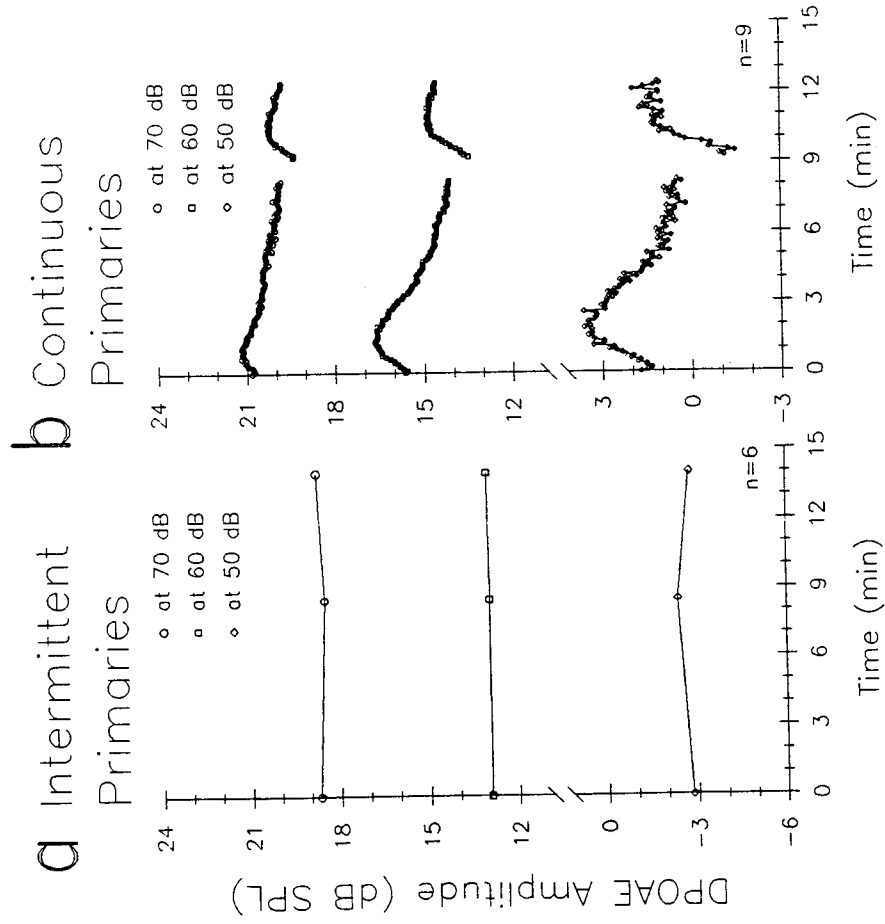 a Intermittent
Primaries
○ at 70 dB
□ at 60 dB
◇ at 50 dB
DPOAE Amplitude (dB SPL)
24
21
18
15
12
0
-3
-6
0 3 6 9 12 15
n=6
Time (min)
b Continuous
Primaries
○ at 70 dB
□ at 60 dB
◇ at 50 dB
24
21
18
15
12
3
0
-3
0 3 6 9 12 15
n=9
Time (min)